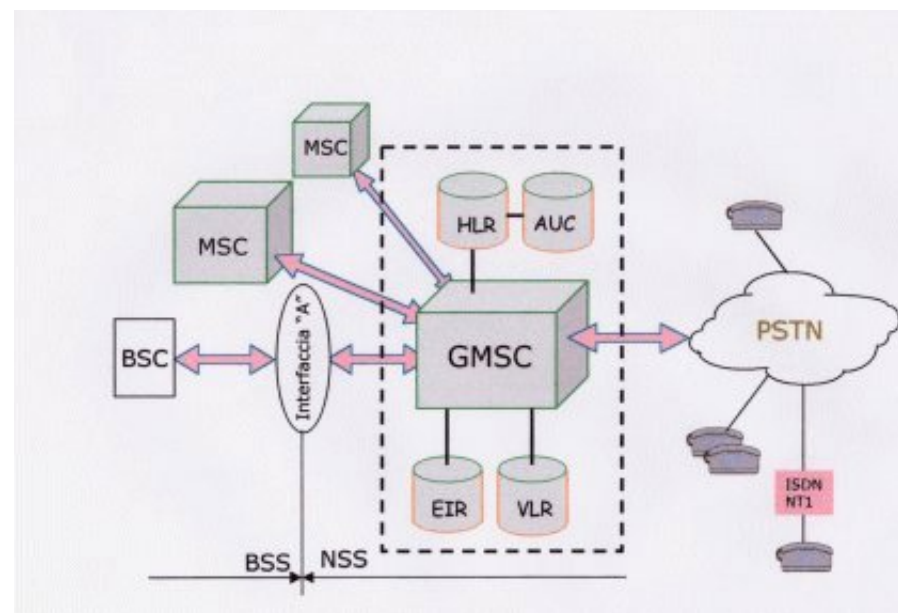 MSC
MSC
HLR
AUC
BSC
Interfaccia "A"
GMSC
PSTN
EIR
VLR
ISDN
NT1
BSS
NSS